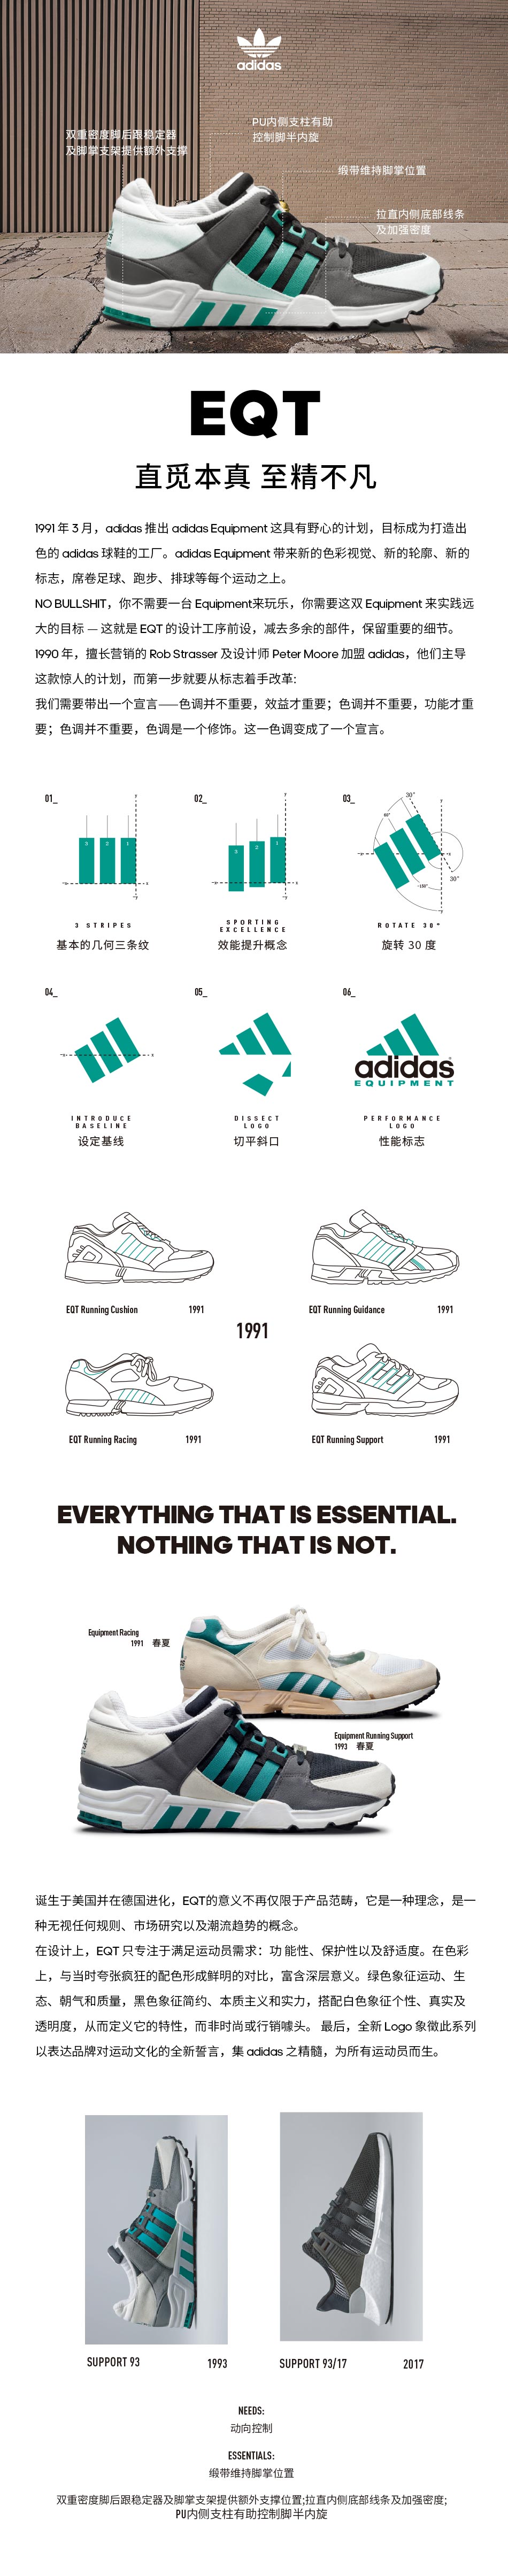 adidas
PU内侧支柱有助
控制脚半内旋
双重密度脚后跟稳定器
及脚掌支架提供额外支撑
缎带维持脚掌位置
拉直内侧底部线条
及加强密度
EQT
直觅本真 至精不凡
1991 年 3 月，adidas 推出 adidas Equipment 这具有野心的计划，目标成为打造出
色的 adidas 球鞋的工厂。adidas Equipment 带来新的色彩视觉、新的轮廓、新的
标志，席卷足球、跑步、排球等每个运动之上。
NO BULLSHIT，你不需要一台 Equipment来玩乐，你需要这双 Equipment 来实践远
大的目标 — 这就是 EQT 的设计工序前设，减去多余的部件，保留重要的细节。
1990 年，擅长营销的 Rob Strasser 及设计师 Peter Moore 加盟 adidas，他们主导
这款惊人的计划，而第一步就要从标志着手改革:
我们需要带出一个宣言——色调并不重要，效益才重要；色调并不重要，功能才重
要；色调并不重要，色调是一个修饰。这一色调变成了一个宣言。
01_
02_
03_
3 2 1
3 2 1
30°
60°
30°
-150°
3 STRIPES
SPORTING
EXCELLENCE
ROTATE 30°
基本的几何三条纹
效能提升概念
旋转 30 度
04_
05_
06_
adidas
EQUIPMENT
INTRODUCE
BASELINE
DISSECT
LOGO
PERFORMANCE
LOGO
设定基线
切平斜口
性能标志
EQT Running Cushion 1991
EQT Running Guidance 1991
1991
EQT Running Racing 1991
EQT Running Support 1991
EVERYTHING THAT IS ESSENTIAL.
NOTHING THAT IS NOT.
Equipment Racing
1991 春夏
Equipment Running Support
1993 春夏
诞生于美国并在德国进化，EQT的意义不再仅限于产品范畴，它是一种理念，是一
种无视任何规则、市场研究以及潮流趋势的概念。
在设计上，EQT 只专注于满足运动员需求：功 能性、保护性以及舒适度。在色彩
上，与当时夸张疯狂的配色形成鲜明的对比，富含深层意义。绿色象征运动、生
态、朝气和质量，黑色象征简约、本质主义和实力，搭配白色象征个性、真实及
透明度，从而定义它的特性，而非时尚或行销噱头。 最后，全新 Logo 象徵此系列
以表达品牌对运动文化的全新誓言，集 adidas 之精髓，为所有运动员而生。
SUPPORT 93 1993
SUPPORT 93/17 2017
NEEDS:
动向控制
ESSENTIALS:
缎带维持脚掌位置
双重密度脚后跟稳定器及脚掌支架提供额外支撑位置;拉直内侧底部线条及加强密度;
PU内侧支柱有助控制脚半内旋